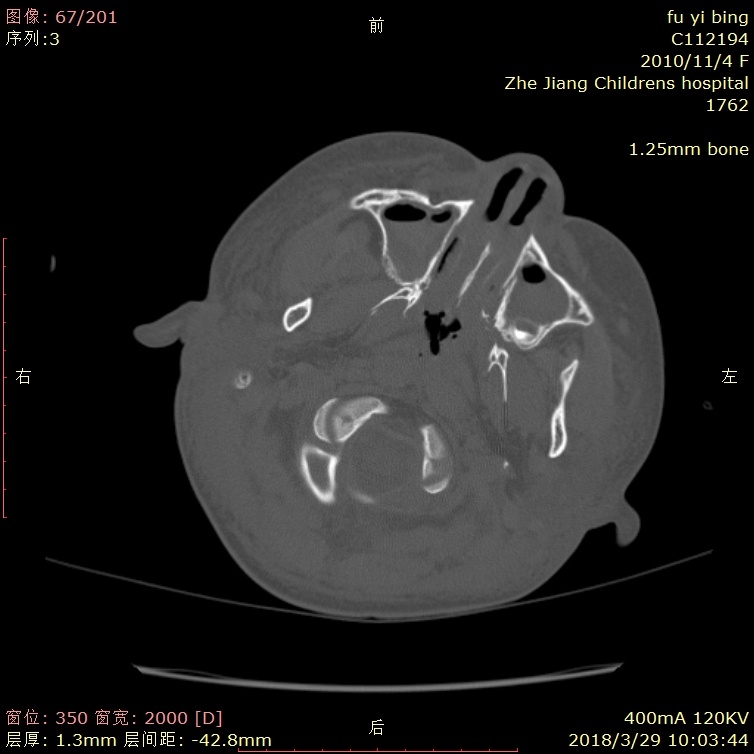 图像: 67/201
序列:3
前
fu yi bing
C112194
2010/11/4 F
Zhe Jiang Childrens hospital
1762
1.25mm bone
右
左
窗位: 350 窗宽: 2000 [D]
层厚: 1.3mm 层间距: -42.8mm
后
400mA 120KV
2018/3/29 10:03:44